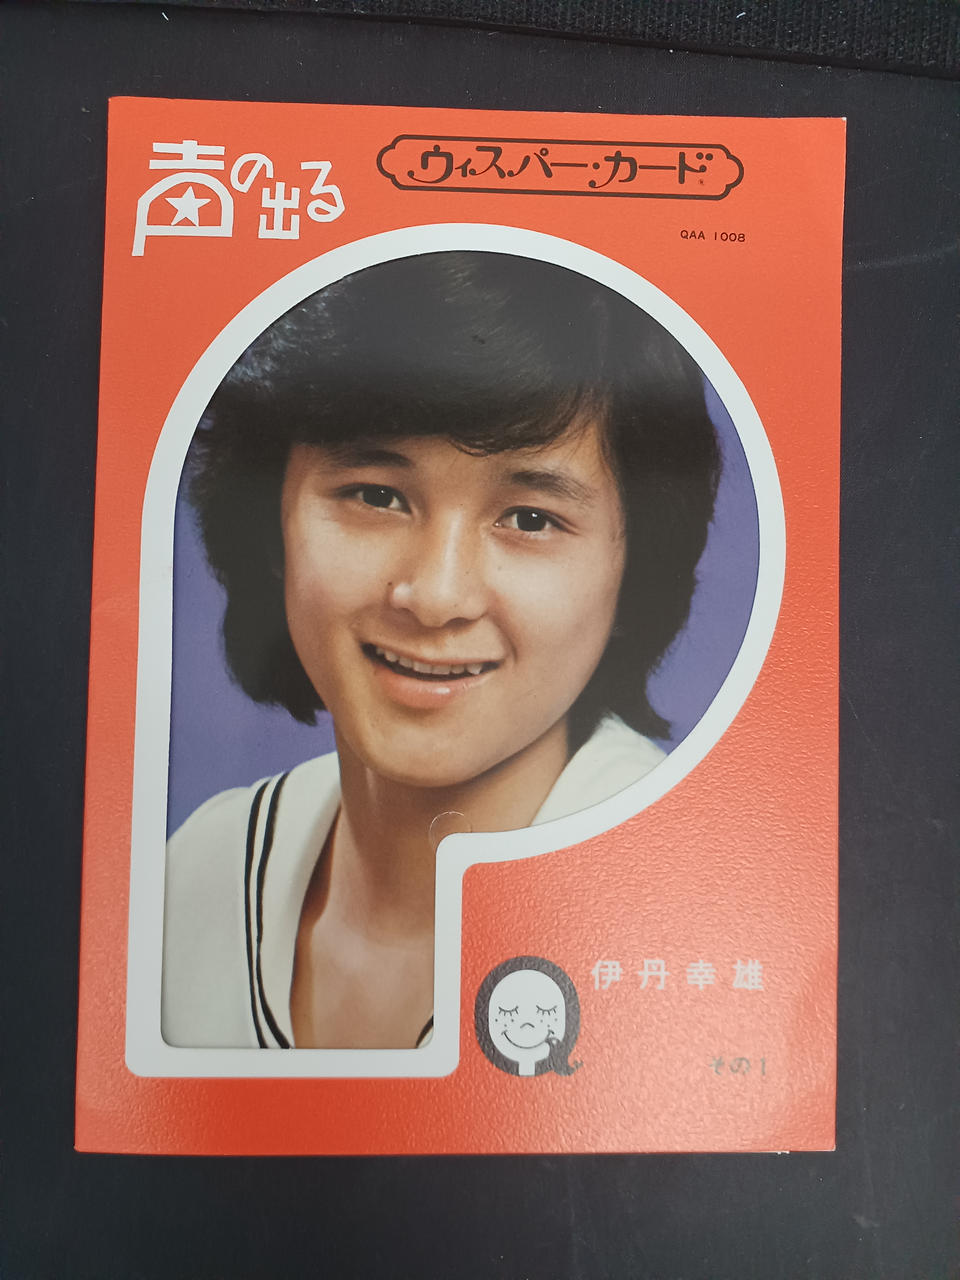 声の出る
ウィスパー・カード®
QAA 1008
伊丹幸雄
その1